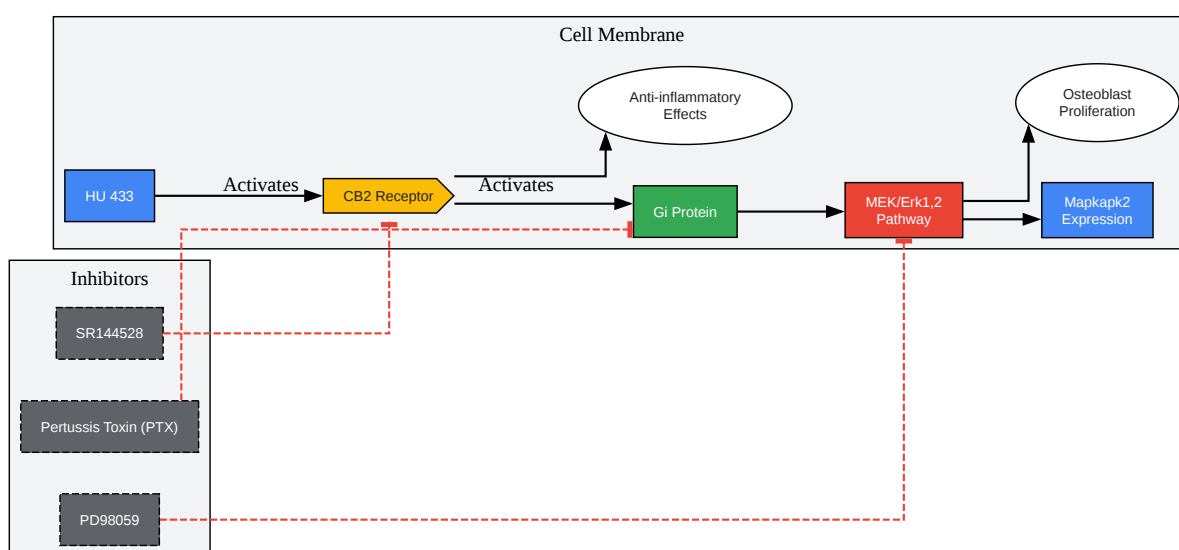 Cell Membrane
Anti-inflammatory
Effects
Osteoblast
Proliferation
HU 433
Activates
CB2 Receptor
Activates
Gi Protein
MEK/Erk1,2
Pathway
Mapkapk2
Expression
Inhibitors
SR144528
Pertussis Toxin (PTX)
PD98059